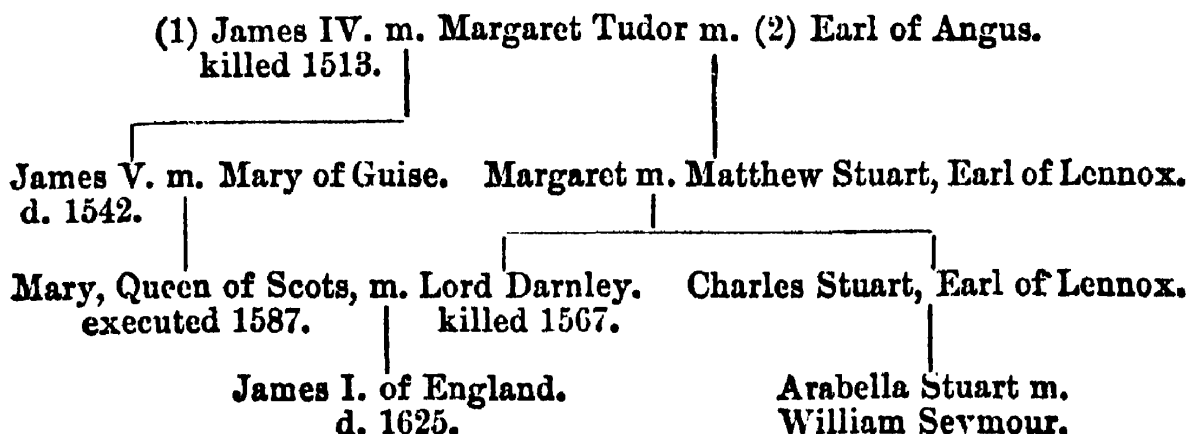 (1) James IV. m. Margaret Tudor m. (2) Earl of Angus.
killed 1513.
James V. m. Mary of Guise. Margaret m. Matthew Stuart, Earl of Lennox.
d. 1542.
Mary, Queen of Scots, m. Lord Darnley. Charles Stuart, Earl of Lennox.
executed 1587. killed 1567.
James I. of England. Arabella Stuart m.
d. 1625. William Seymour.